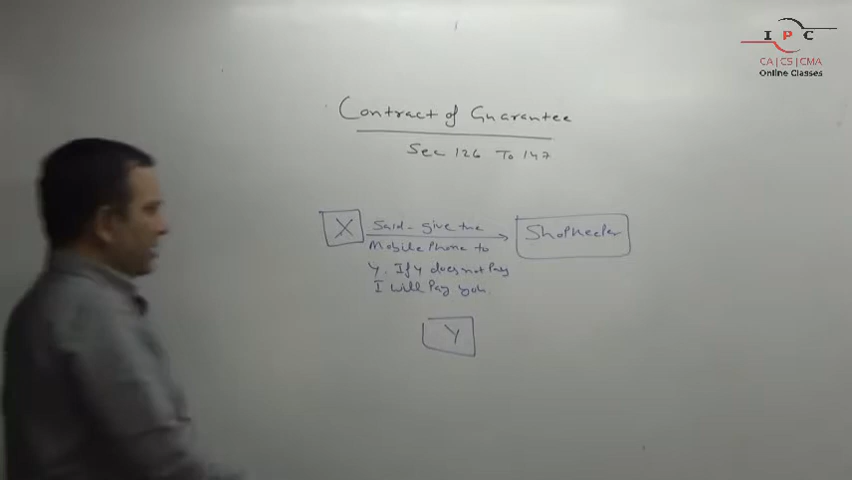 I P C
CA|CS|CMA
Online Classes
Contract of Guarantee
Sec 126 To 147
X
Said - give the
Mobile Phone to
Y. If Y does not Pay
I will Pay you.
Shopkeeper
Y